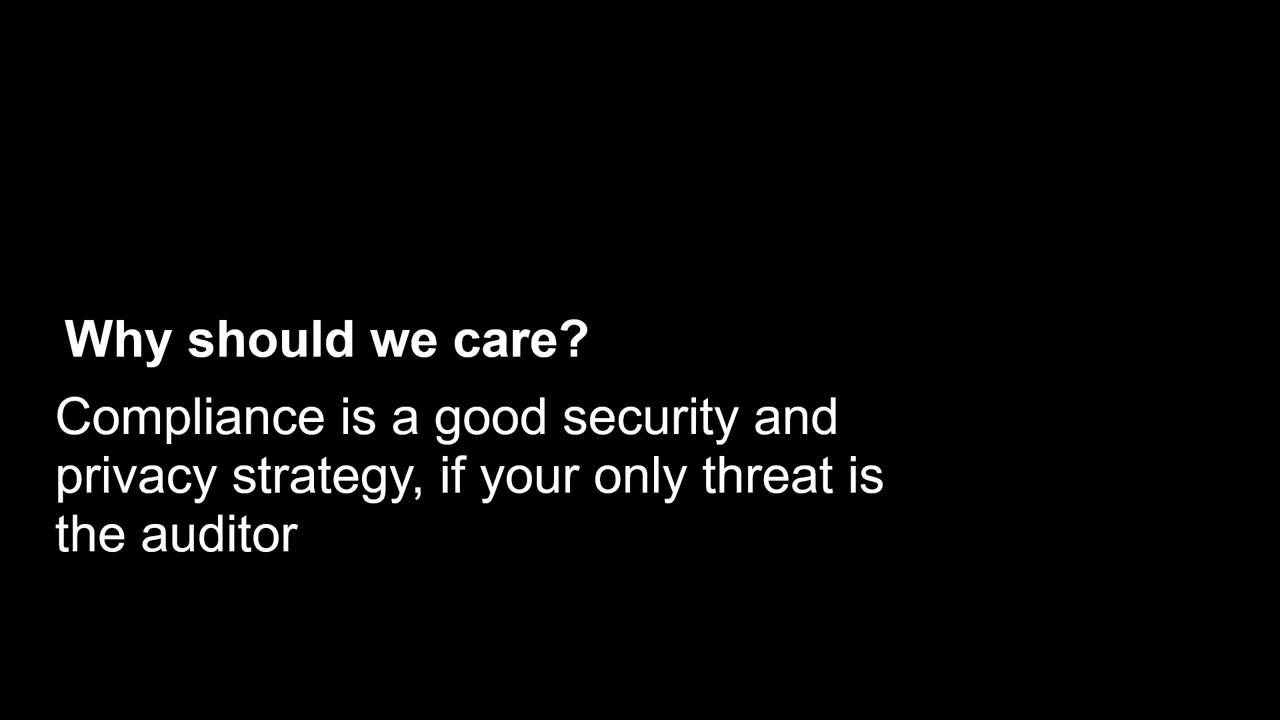 Why should we care?
Compliance is a good security and
privacy strategy, if your only threat is
the auditor